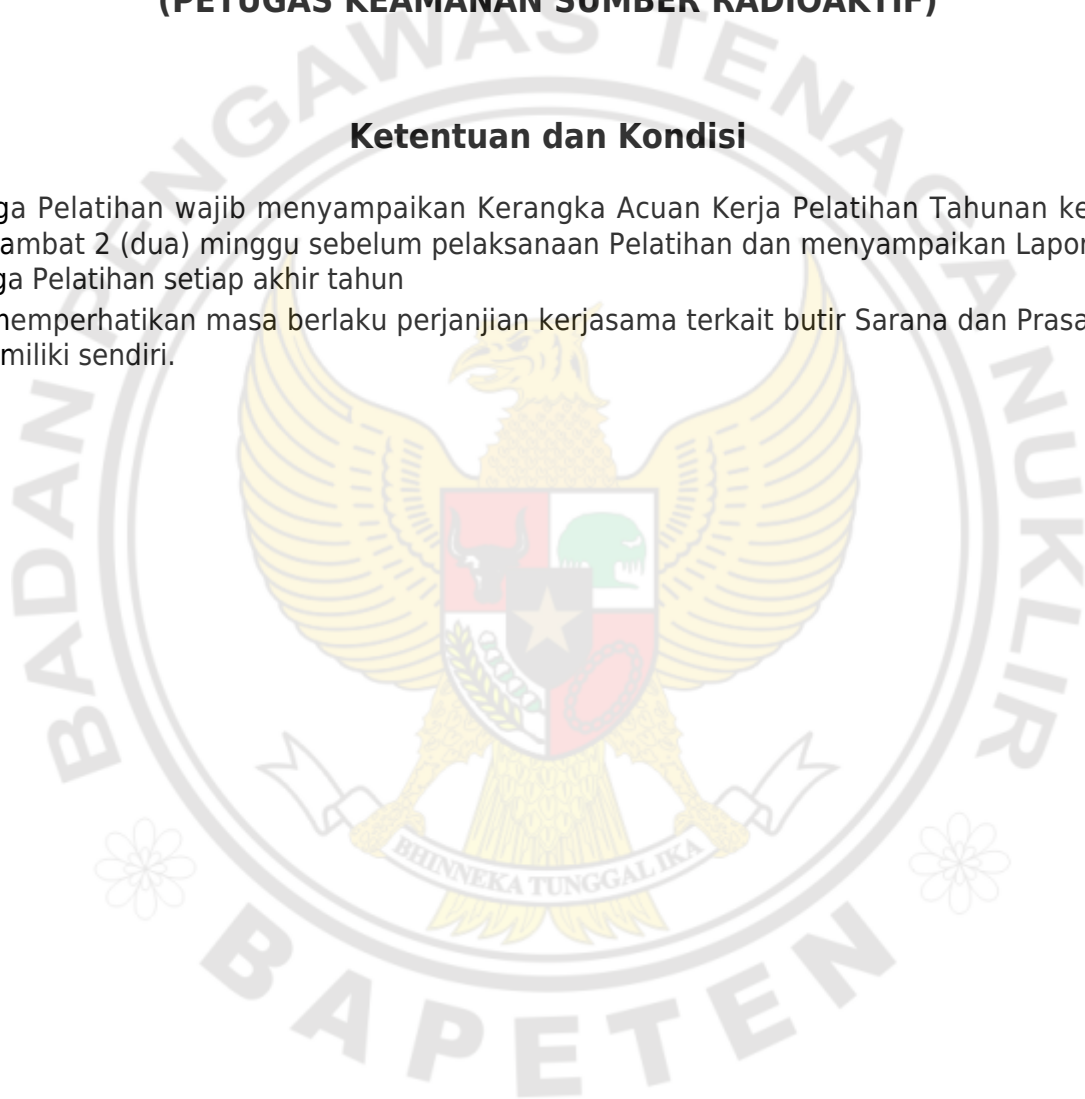 (PETUGAS KEAMANAN SUMBER RADIOAKTIF)
Ketentuan dan Kondisi
ga Pelatihan wajib menyampaikan Kerangka Acuan Kerja Pelatihan Tahunan ke
ambat 2 (dua) minggu sebelum pelaksanaan Pelatihan dan menyampaikan Lapor
ga Pelatihan setiap akhir tahun
nemperhatikan masa berlaku perjanjian kerjasama terkait butir Sarana dan Prasa
miliki sendiri.
BADAN PENGAWAS TENAGA NUKLIR
BHINNEKA TUNGGAL IKA
BAPETEN